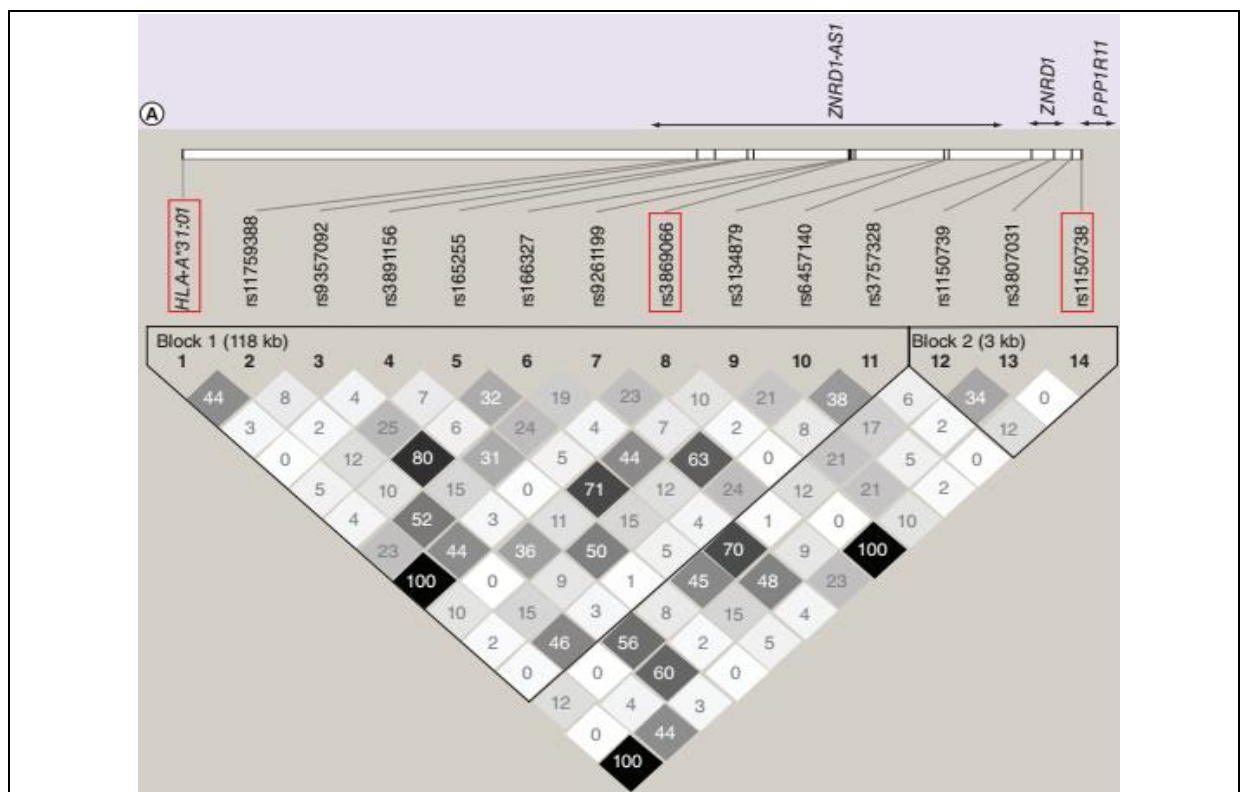 ZNRD1-AS1
ZNRD1
PPP1R11
A
HLA-A*31:01
rs11759388
rs9357092
rs3891156
rs165255
rs166327
rs9261199
rs3869066
rs3134879
rs6457140
rs3757328
rs1150739
rs3807031
rs1150738
Block 1 (118 kb) Block 2 (3 kb)
1 2 3 4 5 6 7 8 9 10 11 12 13 14
44 8 4 7 32 19 23 10 21 38 6 34 0
3 2 25 6 24 4 7 2 8 17 2 12
0 12 80 31 5 44 63 0 21 5 0
5 10 15 0 71 12 24 12 21 2
4 52 3 11 15 4 1 0 10
23 44 36 50 5 70 9 100
100 0 9 1 45 48 23
10 15 3 8 15 4
2 46 56 2 5
0 0 60 0
12 4 3
0 44
100